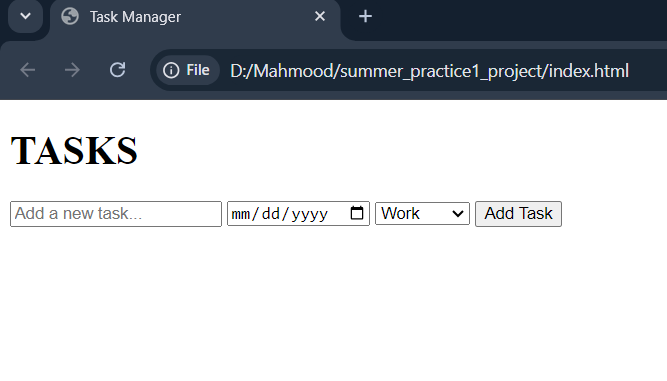 Task Manager
File D:/Mahmood/summer_practice1_project/index.html
TASKS
Add a new task... mm/dd/yyyy Work Add Task